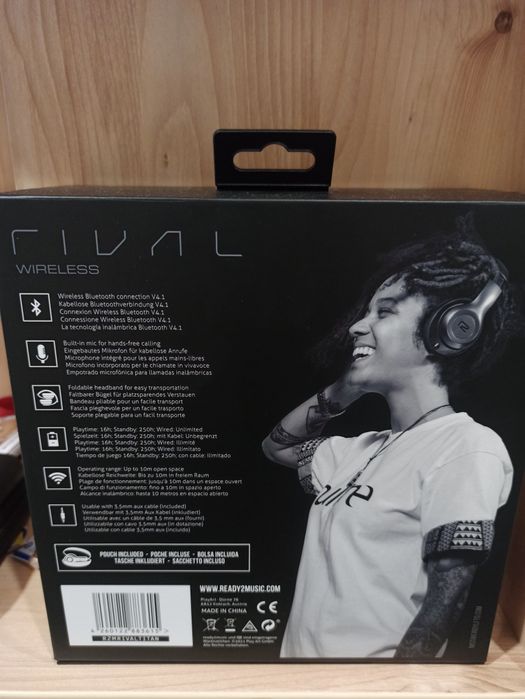 RIVAL
WIRELESS
Wireless Bluetooth connection V4.1
Kabellose Bluetoothverbindung V4.1
Connexion Wireless Bluetooth V4.1
Connessione Wireless Bluetooth V4.1
La tecnología inalámbrica Bluetooth V4.1
Built-in mic for hands-free calling
Eingebautes Mikrofon für kabellose Anrufe
Microphone intégré pour les appels mains-libres
Microfono incorporato per le chiamate in vivavoce
Emporado microfónica para llamadas inalámbricas
Foldable headband for easy transportation
Faltbarer Bügel für platzsparendes Verstauen
Bandeau pliable pour un facile transport
Fascia pieghevole per un facile trasporto
Soporte plegable para un facil transporte
Playtime: 16h; Standby: 250h; Wired: Unlimited
Spielzeit: 16h; Standby: 250h; mit Kabel: Unbegrenzt
Playtime: 16h; Standby: 250h; Wired: Illimité
Playtime: 16h; Standby: 250h; Wired: Illimitato
Tiempo de juego 16h; Standby: 250h; con cable: Ilimitado
Operating range: Up to 10m open space
Kabellose Reichweite: Bis zu 10m in freiem Raum
Plage de fonctionnement: jusqu'à 10m dans un espace ouvert
Campo di funzionamento: fino a 10m in spazio aperto
Alcance inalámbrico: hasta 10 metros en espacio abierto
Usable with 3,5mm aux cable (included)
Verwendbar mit 3,5mm Aux Kabel (inkludiert)
Utilisable avec un câble de 3,5 mm aux (fourni)
Utilizzabile con cavo 3,5mm aux (in dotazione)
Utilizable con un cable 3,5mm aux (incluido)
POUCH INCLUDED • POCHE INCLUSE • BOLSA INCLUIDA
TASCHE INKLUDIERT • SACCHETTO INCLUSO
WWW.READY2MUSIC.COM
MADE IN CHINA
CE
R2MRIVALTITAN